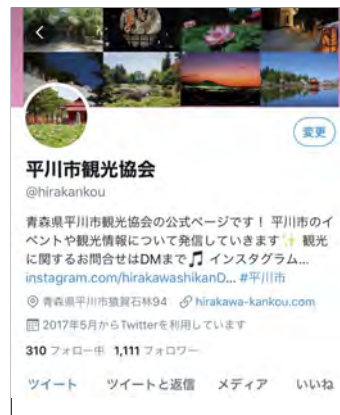 変更
平川市観光協会
@hirakankou
青森県平川市観光協会の公式ページです！ 平川市のイ
ベントや観光情報について発信していきます✨ 観光
に関するお問合せはDMまで🎵 インスタグラム...
instagram.com/hirakawashikanD... #平川市
青森県平川市猿賀石林94 hirakawa-kankou.com
2017年5月からTwitterを利用しています
310 フォロー中 1,111 フォロワー
ツイート ツイートと返信 メディア いいね